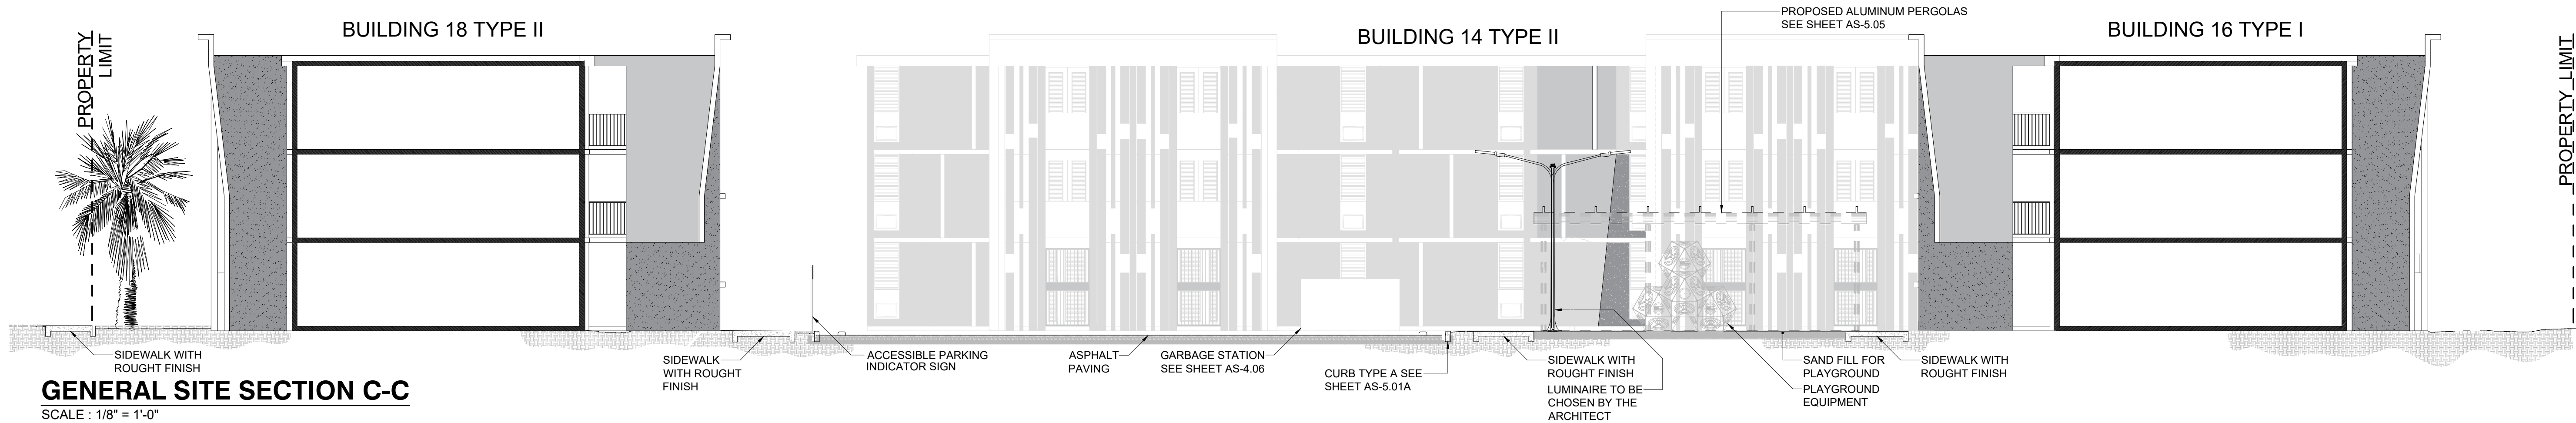 PROPERTY
LIMIT
BUILDING 18 TYPE II
BUILDING 14 TYPE II
PROPOSED ALUMINUM PERGOLAS
SEE SHEET AS-5.05
BUILDING 16 TYPE I
PROPERTY LIMIT
SIDEWALK WITH
ROUGHT FINISH
SIDEWALK
WITH ROUGHT
FINISH
ACCESSIBLE PARKING
INDICATOR SIGN
ASPHALT
PAVING
GARBAGE STATION
SEE SHEET AS-4.06
CURB TYPE A SEE
SHEET AS-5.01A
SIDEWALK WITH
ROUGHT FINISH
LUMINAIRE TO BE
CHOSEN BY THE
ARCHITECT
SAND FILL FOR
PLAYGROUND
PLAYGROUND
EQUIPMENT
SIDEWALK WITH
ROUGHT FINISH
GENERAL SITE SECTION C-C
SCALE : 1/8" = 1'-0"